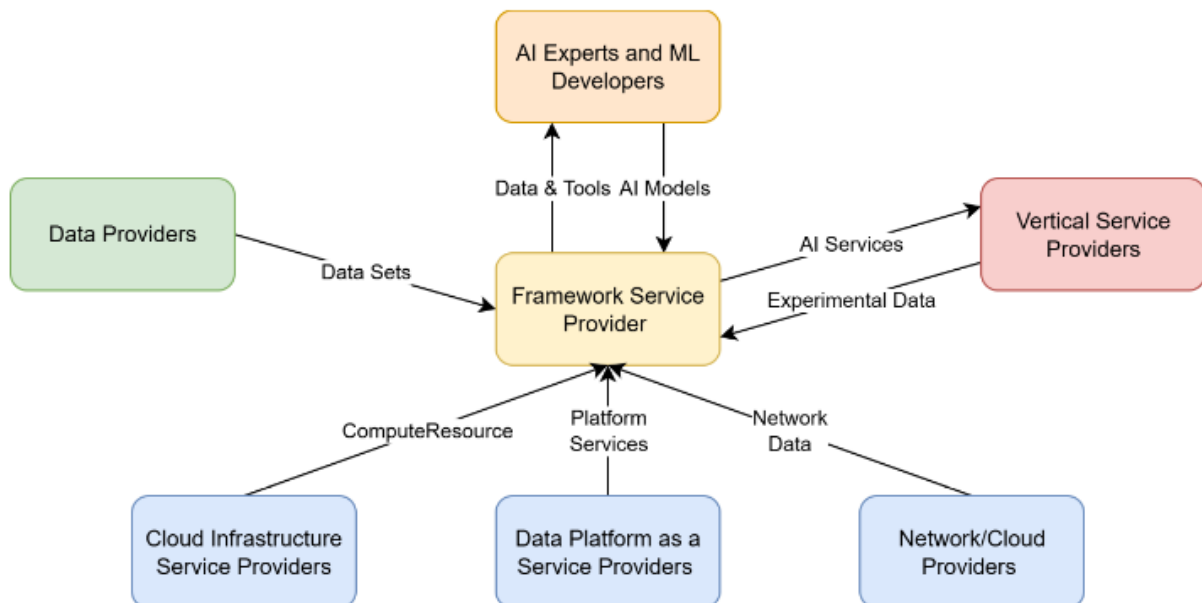 AI Experts and ML
Developers
Data & Tools
AI Models
Data Providers
Vertical Service
Providers
AI Services
Data Sets
Experimental Data
Framework Service
Provider
ComputeResource
Platform
Services
Network
Data
Cloud Infrastructure
Service Providers
Data Platform as a
Service Providers
Network/Cloud
Providers